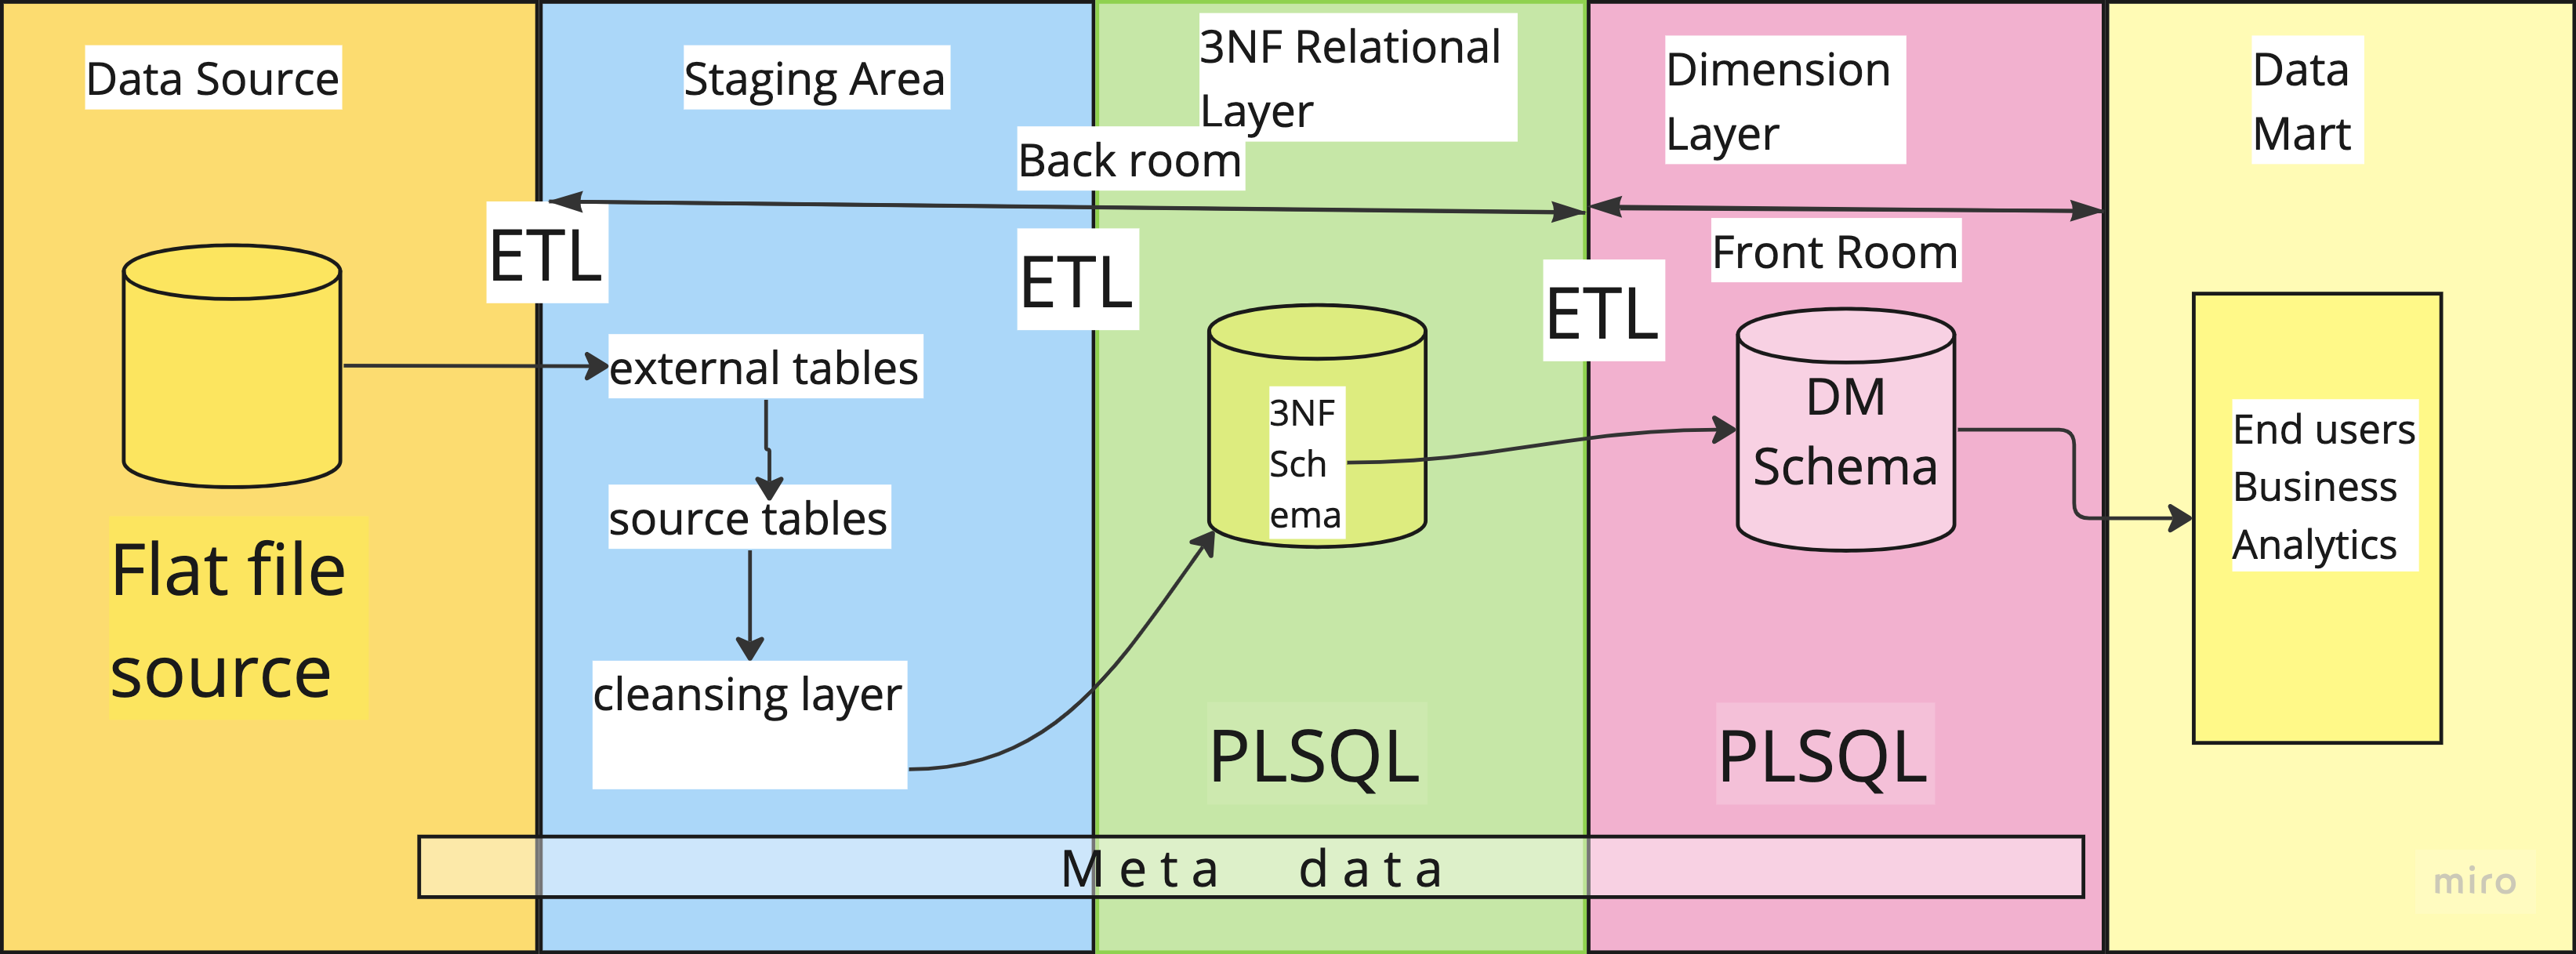 Data Source
Staging Area
3NF Relational
Layer
Dimension
Layer
Data
Mart
Back room
Front Room
ETL
ETL
ETL
Flat file
source
external tables
source tables
cleansing layer
3NF
Sch
ema
PLSQL
DM
Schema
PLSQL
End users
Business
Analytics
Meta data
miro